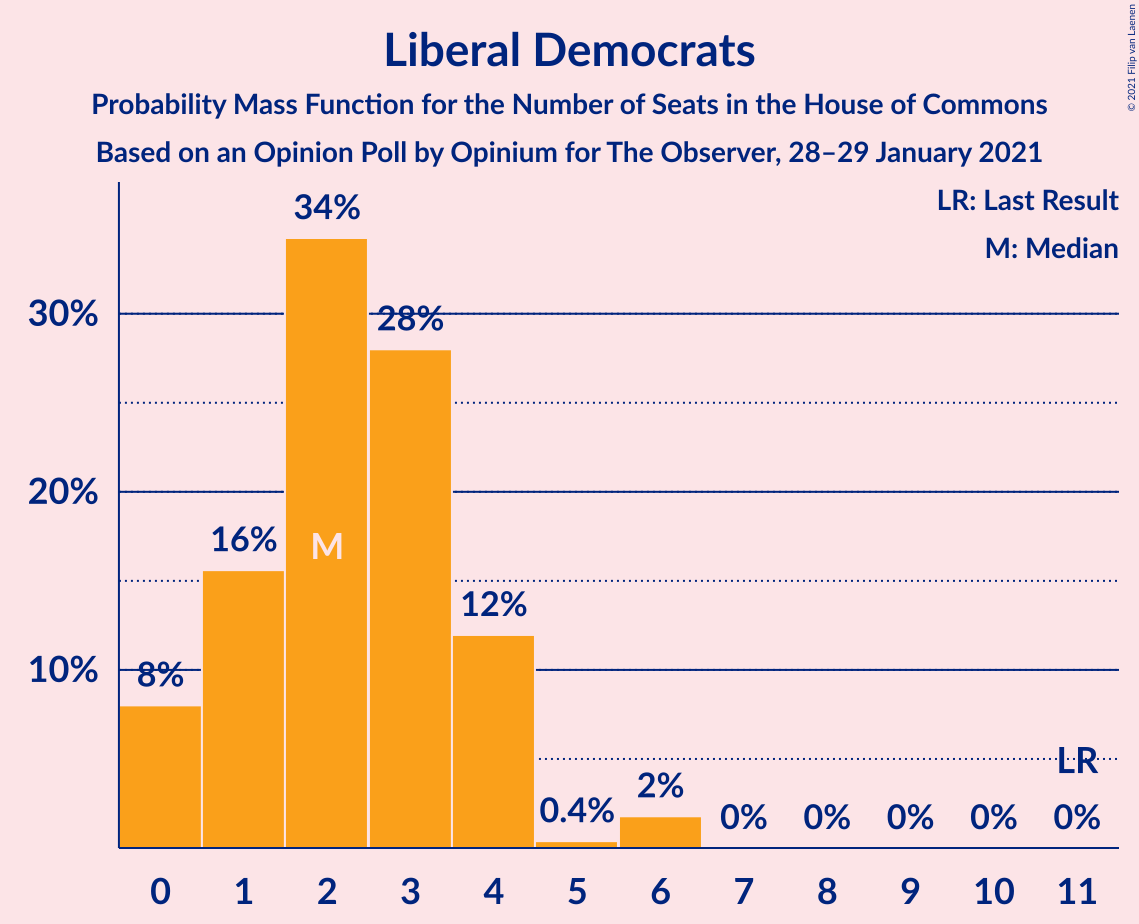 Liberal Democrats
Probability Mass Function for the Number of Seats in the House of Commons
Based on an Opinion Poll by Opinium for The Observer, 28–29 January 2021
© 2021 Filip van Laenen
LR: Last Result
M: Median
34%
30%
28%
20%
16%
M
12%
10%
8%
LR
2%
0.4%
0% 0% 0% 0% 0%
0 1 2 3 4 5 6 7 8 9 10 11